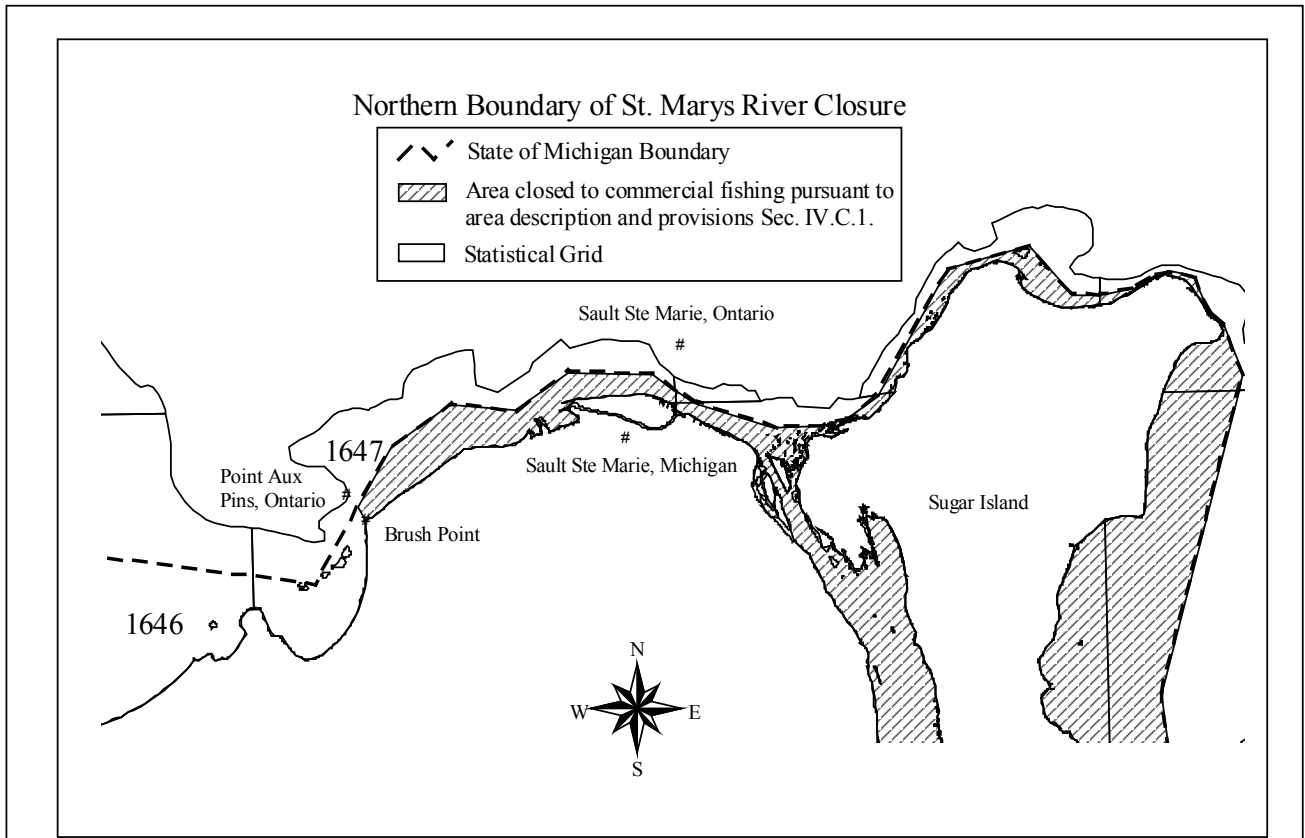 Northern Boundary of St. Marys River Closure
State of Michigan Boundary
Area closed to commercial fishing pursuant to
area description and provisions Sec. IV.C.1.
Statistical Grid
Sault Ste Marie, Ontario
#
1647
#
Sault Ste Marie, Michigan
Point Aux
Pins, Ontario
#
Sugar Island
#
Brush Point
1646
N
W
E
S